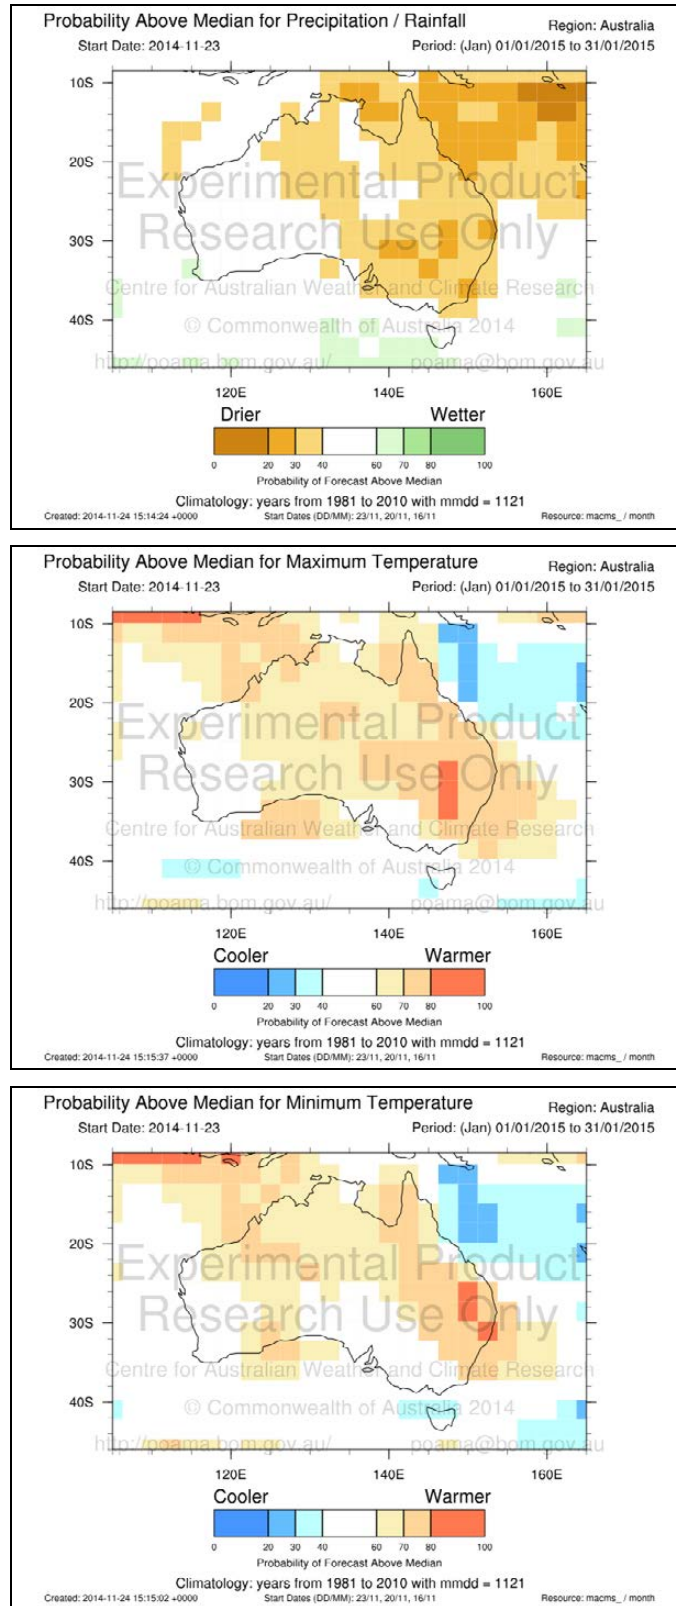 Probability Above Median for Precipitation / Rainfall Region: Australia
Start Date: 2014-11-23 Period: (Jan) 01/01/2015 to 31/01/2015
10S
20S
Experimental Product
Research Use Only
30S
Centre for Australian Weather and Climate Research
40S
© Commonwealth of Australia 2014
http://poama.bom.gov.au/ poama@bom.gov.au
120E 140E 160E
Drier Wetter
0 20 30 40 60 70 80 100
Probability of Forecast Above Median
Climatology: years from 1981 to 2010 with mmdd = 1121
Created: 2014-11-24 15:14:24 +0000 Start Dates (DD/MM): 23/11, 20/11, 16/11 Resource: macms_ / month
Probability Above Median for Maximum Temperature Region: Australia
Start Date: 2014-11-23 Period: (Jan) 01/01/2015 to 31/01/2015
10S
20S
Experimental Product
Research Use Only
30S
Centre for Australian Weather and Climate Research
40S
© Commonwealth of Australia 2014
http://poama.bom.gov.au/ poama@bom.gov.au
120E 140E 160E
Cooler Warmer
0 20 30 40 60 70 80 100
Probability of Forecast Above Median
Climatology: years from 1981 to 2010 with mmdd = 1121
Created: 2014-11-24 15:15:37 +0000 Start Dates (DD/MM): 23/11, 20/11, 16/11 Resource: macms_ / month
Probability Above Median for Minimum Temperature Region: Australia
Start Date: 2014-11-23 Period: (Jan) 01/01/2015 to 31/01/2015
10S
20S
Experimental Product
Research Use Only
30S
Centre for Australian Weather and Climate Research
40S
© Commonwealth of Australia 2014
http://poama.bom.gov.au/ poama@bom.gov.au
120E 140E 160E
Cooler Warmer
0 20 30 40 60 70 80 100
Probability of Forecast Above Median
Climatology: years from 1981 to 2010 with mmdd = 1121
Created: 2014-11-24 15:15:02 +0000 Start Dates (DD/MM): 23/11, 20/11, 16/11 Resource: macms_ / month